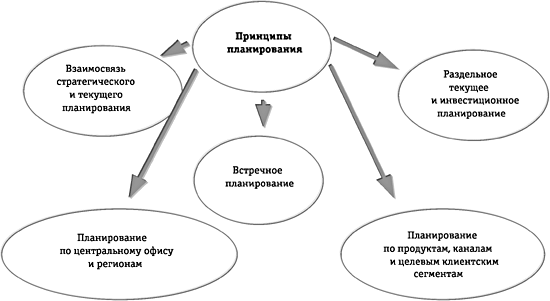 Принципы
планирования
Взаимосвязь
стратегического
и текущего
планирования
Раздельное
текущее
и инвестиционное
планирование
Встречное
планирование
Планирование
по центральному офису
и регионам
Планирование
по продуктам, каналам
и целевым клиентским
сегментам